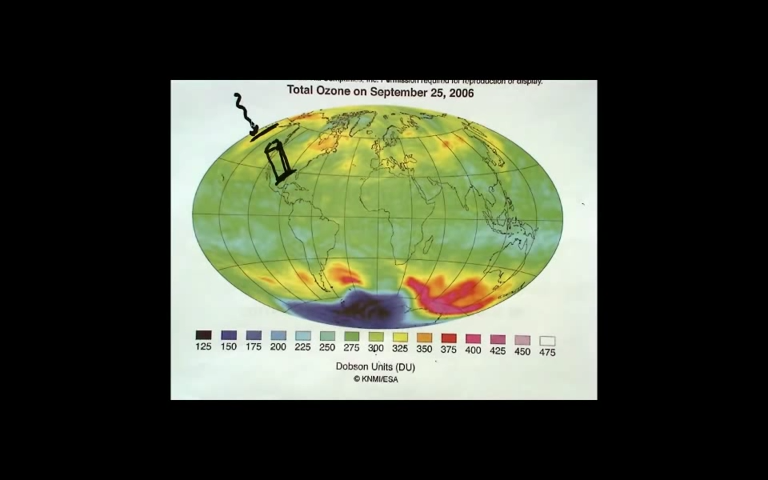 Inc. Permission required for reproduction or display.
Total Ozone on September 25, 2006
125 150 175 200 225 250 275 300 325 350 375 400 425 450 475
Dobson Units (DU)
© KNMI/ESA